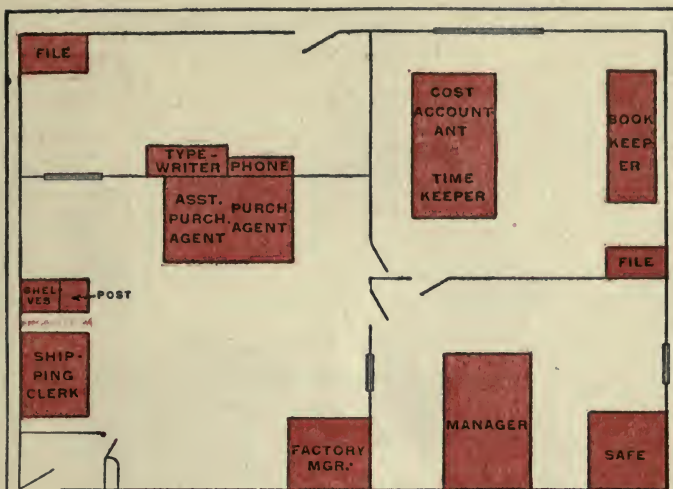 FILE
COST
ACCOUNT-
ANT
TIME
KEEPER
BOOK
KEEP-
ER
TYPE-
WRITER
PHONE
ASST.
PURCH.
AGENT
PURCH.
AGENT
FILE
SHEL-
VES
POST
SHIP-
PING
CLERK
FACTORY
MGR.
MANAGER
SAFE